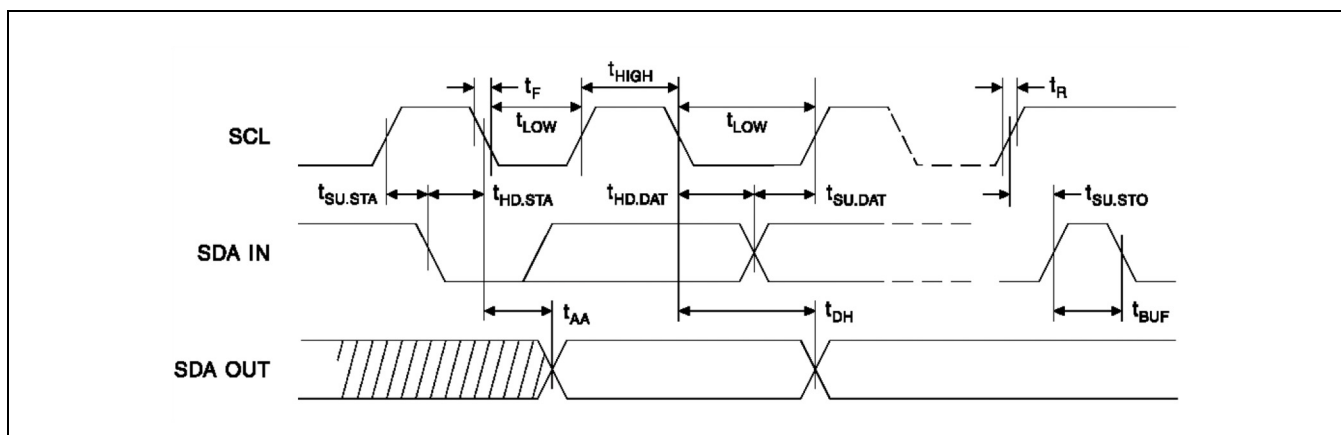 tHIGH
tF
tR
tLOW
tLOW
SCL
tSU.STA
tHD.STA
tHD.DAT
tSU.DAT
tSU.STO
SDA IN
tAA
tDH
tBUF
SDA OUT